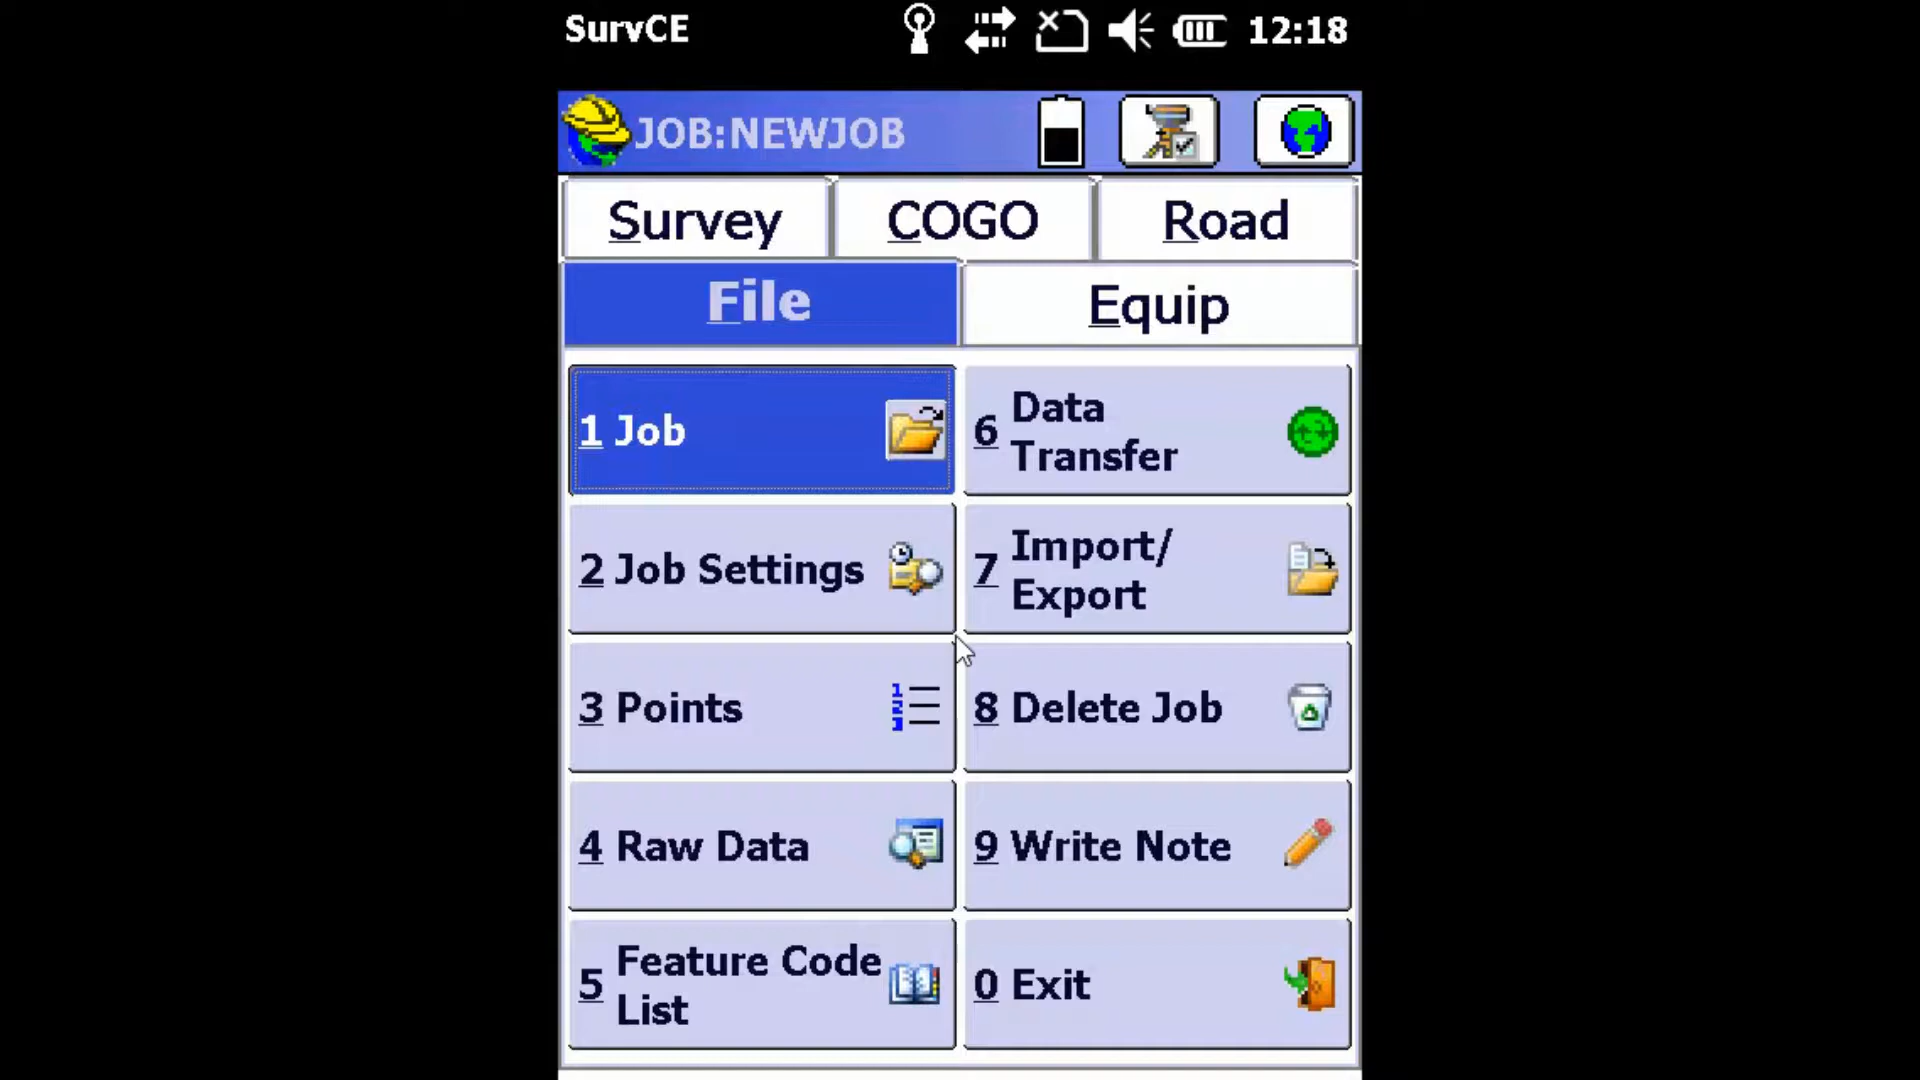 SurvCE 12:18
JOB:NEWJOB
Survey COGO Road
File Equip
1 Job
6 Data
Transfer
2 Job Settings
7 Import/
Export
3 Points
8 Delete Job
4 Raw Data
9 Write Note
5 Feature Code
List
0 Exit